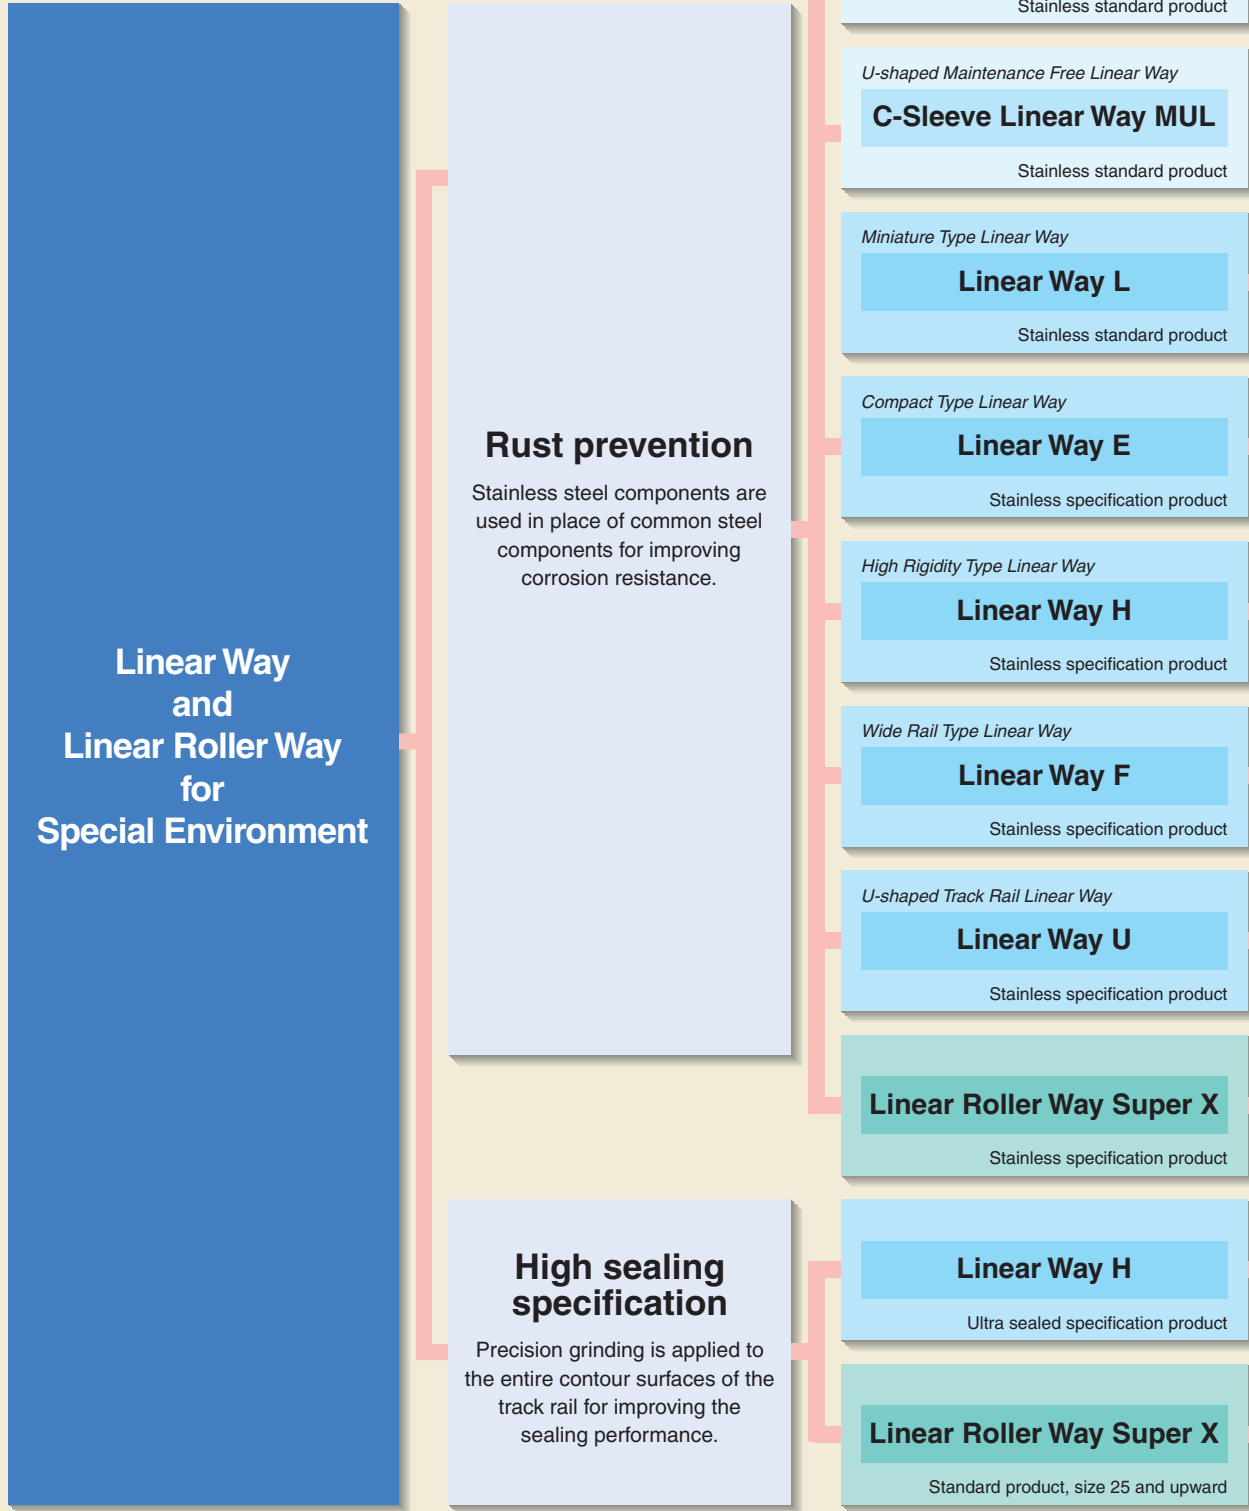 Linear Way
and
Linear Roller Way
for
Special Environment
Rust prevention
Stainless steel components are
used in place of common steel
components for improving
corrosion resistance.
Stainless standard product
U-shaped Maintenance Free Linear Way
C-Sleeve Linear Way MUL
Stainless standard product
Miniature Type Linear Way
Linear Way L
Stainless standard product
Compact Type Linear Way
Linear Way E
Stainless specification product
High Rigidity Type Linear Way
Linear Way H
Stainless specification product
Wide Rail Type Linear Way
Linear Way F
Stainless specification product
U-shaped Track Rail Linear Way
Linear Way U
Stainless specification product
Linear Roller Way Super X
Stainless specification product
High sealing
specification
Precision grinding is applied to
the entire contour surfaces of the
track rail for improving the
sealing performance.
Linear Way H
Ultra sealed specification product
Linear Roller Way Super X
Standard product, size 25 and upward